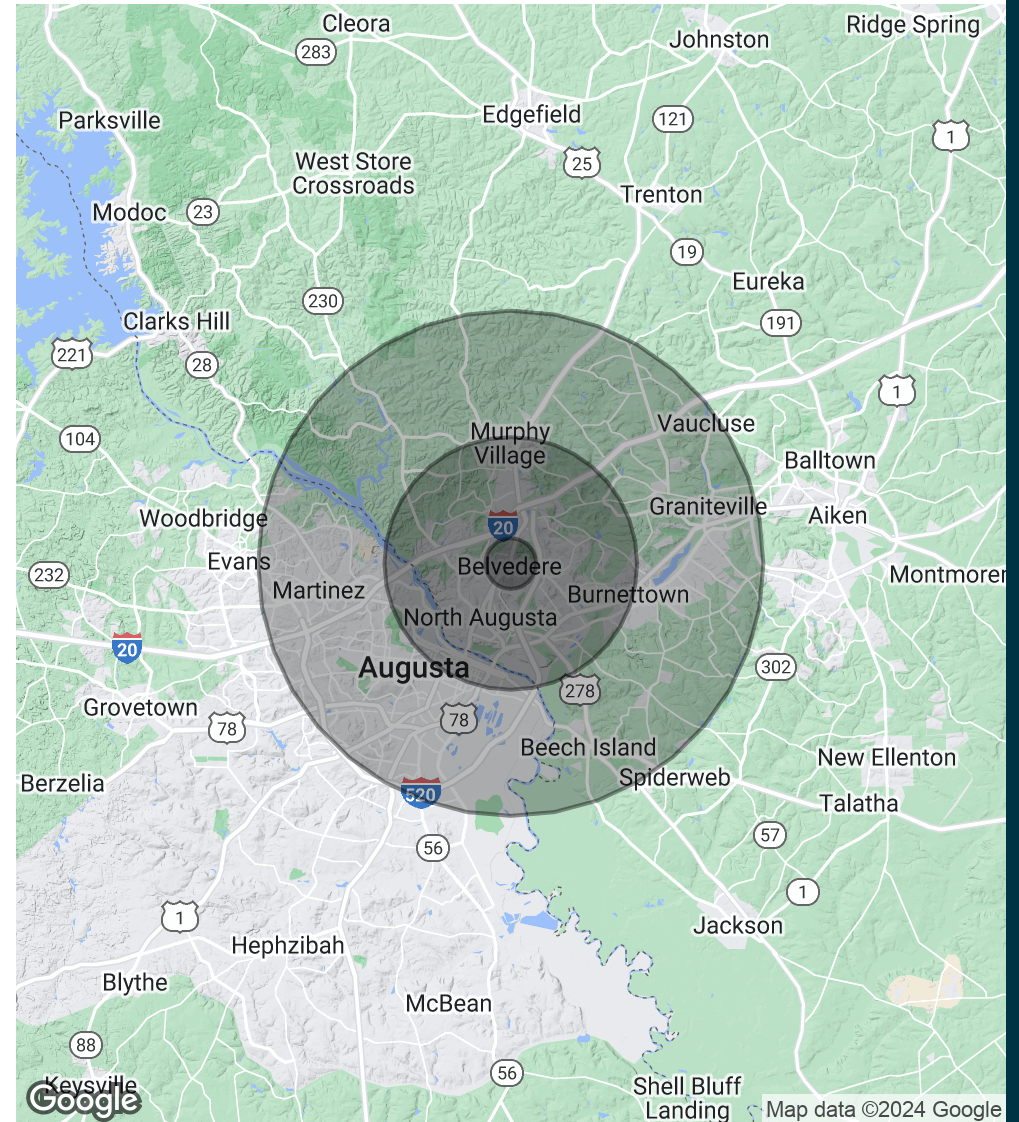 Cleora
283
Johnston
Ridge Spring
Parksville
Edgefield
121
1
West Store
Crossroads
25
Trenton
Modoc
23
19
Eureka
230
Clarks Hill
191
221
28
1
104
Murphy
Village
Vaucluse
Balltown
Woodbridge
Graniteville
Aiken
20
Evans
Belvedere
232
Martinez
Burnettown
Montmorer
North Augusta
20
Augusta
302
278
Grovetown
78
78
Beech Island
New Ellenton
Berzelia
Spiderweb
520
Talatha
56
57
1
1
Jackson
Hephzibah
Blythe
McBean
88
56
Keysville
Shell Bluff
Landing
Google
Map data ©2024 Google